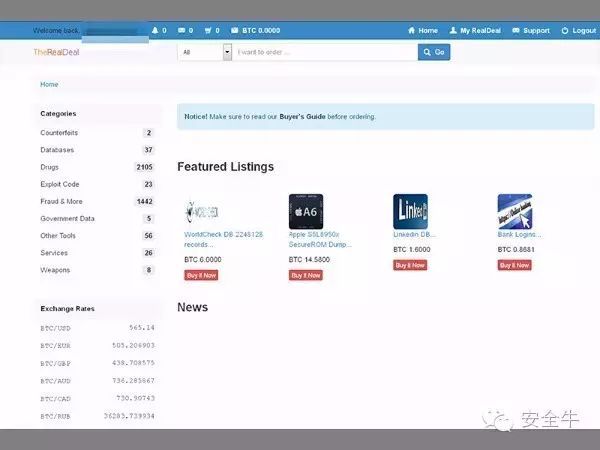 Welcome back,
0
0
0
BTC 0.0000
Home
My RealDeal
Support
Logout
TheRealDeal
All
I want to order ...
Go
Home
Categories
Counterfeits 2
Databases 37
Drugs 2105
Exploit Code 23
Fraud & More 1442
Government Data 5
Other Tools 56
Services 26
Weapons 8
Exchange Rates
BTC/USD 565.14
BTC/EUR 505.206903
BTC/GBP 438.708575
BTC/AUD 736.285867
BTC/CAD 730.90743
BTC/RUB 36283.739934
Notice! Make sure to read our Buyer's Guide before ordering.
Featured Listings
WORLD-CHECK
WorldCheck DB 2248128
records...
BTC 6.0000
Buy It Now
A6
Apple S5L8950x
SecureROM Dump...
BTC 14.5800
Buy It Now
Linked
Linkedin DB...
BTC 1.6000
Buy It Now
Bank Logins...
BTC 0.8681
Buy It Now
News
安全牛